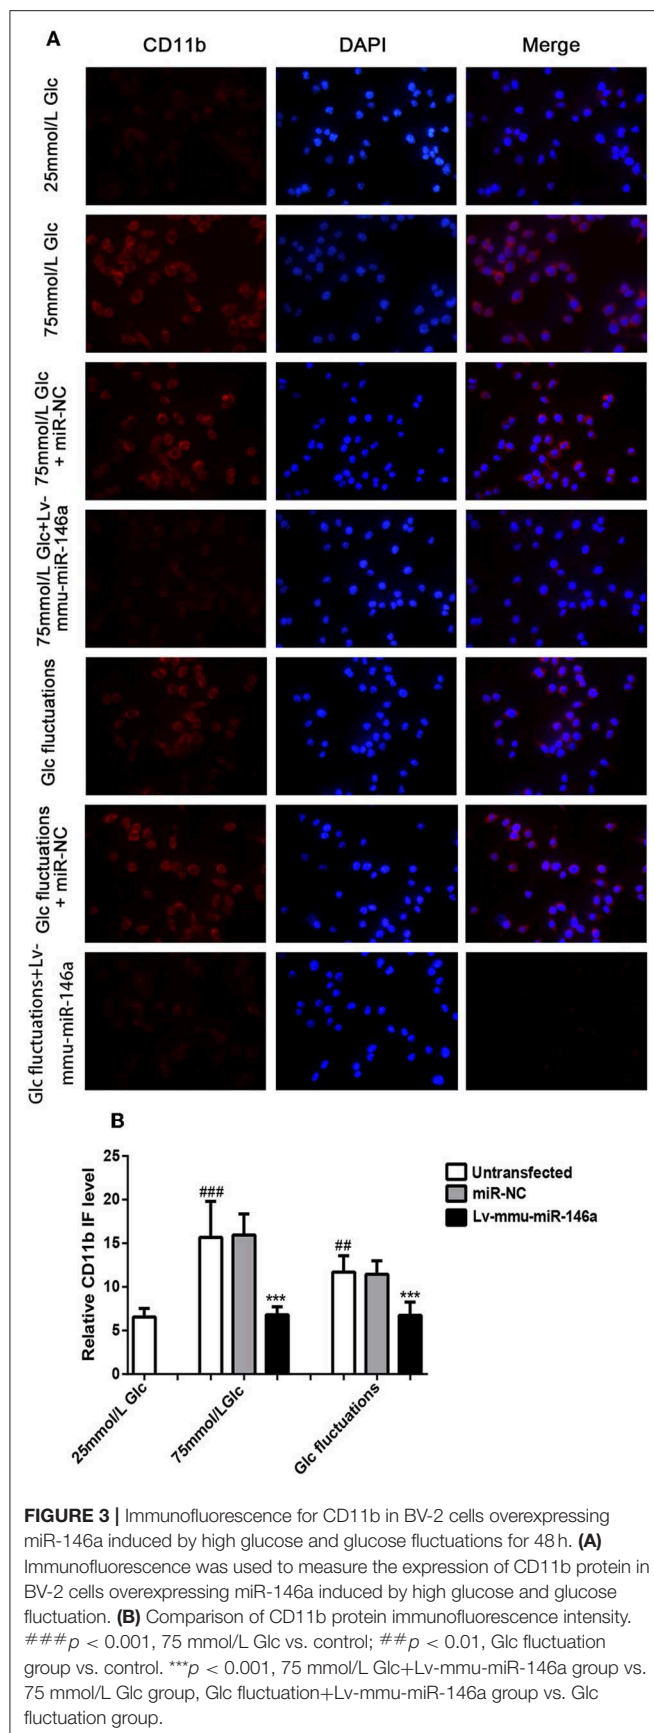 A
CD11b DAPI Merge
25mmol/L Glc
75mmol/L Glc
75mmol/L Glc
+ miR-NC
75mmol/L Glc+Lv-
mmu-miR-146a
Glc fluctuations
Glc fluctuations
+ miR-NC
Glc fluctuations+Lv-
mmu-miR-146a
B
Relative CD11b IF level
25
20
15
10
5
0
###
***
##
***
Untransfected
miR-NC
Lv-mmu-miR-146a
25mmol/L Glc
75mmol/LGlc
Glc fluctuations
FIGURE 3 | Immunofluorescence for CD11b in BV-2 cells overexpressing
miR-146a induced by high glucose and glucose fluctuations for 48 h. (A)
Immunofluorescence was used to measure the expression of CD11b protein in
BV-2 cells overexpressing miR-146a induced by high glucose and glucose
fluctuation. (B) Comparison of CD11b protein immunofluorescence intensity.
###p < 0.001, 75 mmol/L Glc vs. control; ##p < 0.01, Glc fluctuation
group vs. control. ***p < 0.001, 75 mmol/L Glc+Lv-mmu-miR-146a group vs.
75 mmol/L Glc group, Glc fluctuation+Lv-mmu-miR-146a group vs. Glc
fluctuation group.